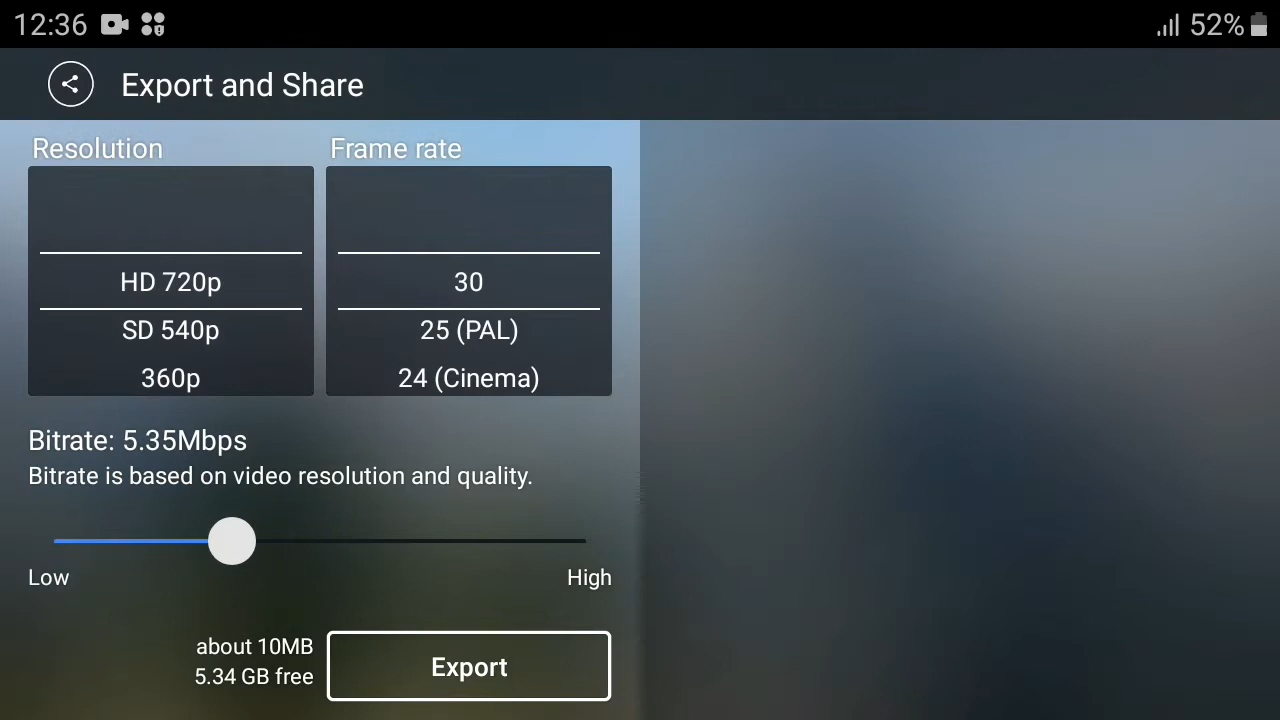 12:36 52%
Export and Share
Resolution Frame rate
HD 720p 30
SD 540p 25 (PAL)
360p 24 (Cinema)
Bitrate: 5.35Mbps
Bitrate is based on video resolution and quality.
Low High
about 10MB
5.34 GB free
Export